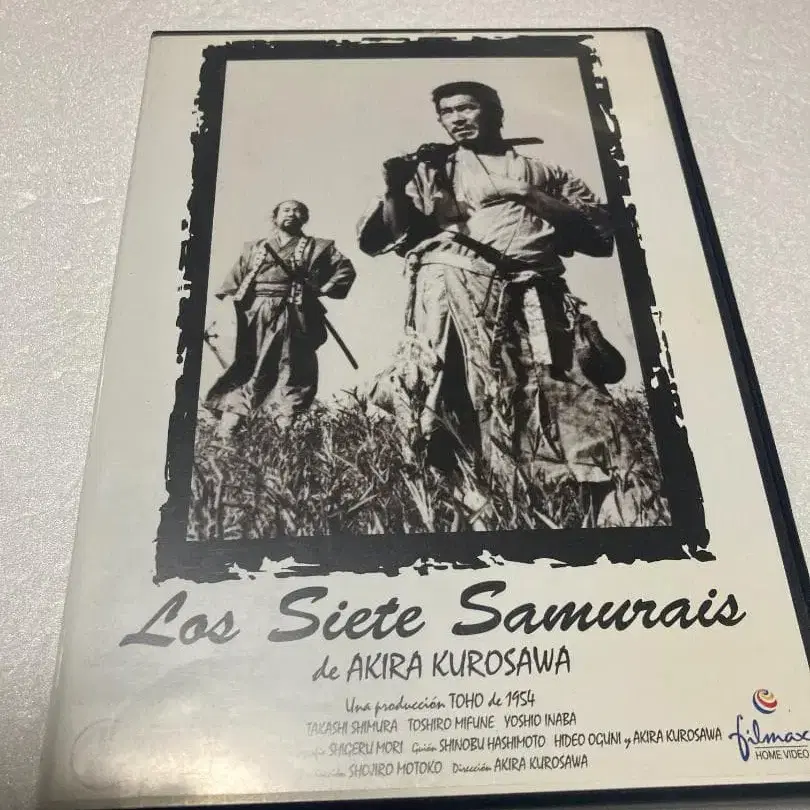 Los Siete Samurais
de AKIRA KUROSAWA
Una producción TOHO de 1954
TAKASHI SHIMURA TOSHIRO MIFUNE YOSHIO INABA
SHIGERU MORI Guión SHINOBU HASHIMOTO HIDEO OGUNI y AKIRA KUROSAWA
SHOJIRO MOTOKO Dirección AKIRA KUROSAWA
filmax
HOME VIDEO